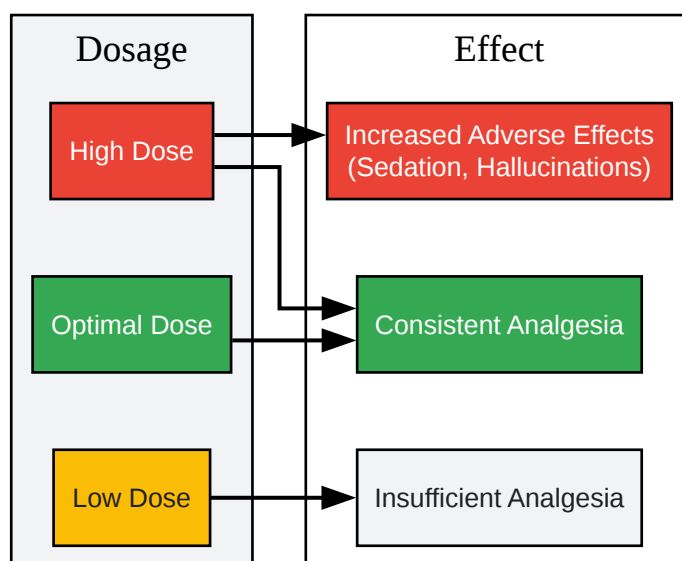 Dosage
Effect
High Dose
Increased Adverse Effects
(Sedation, Hallucinations)
Optimal Dose
Consistent Analgesia
Low Dose
Insufficient Analgesia